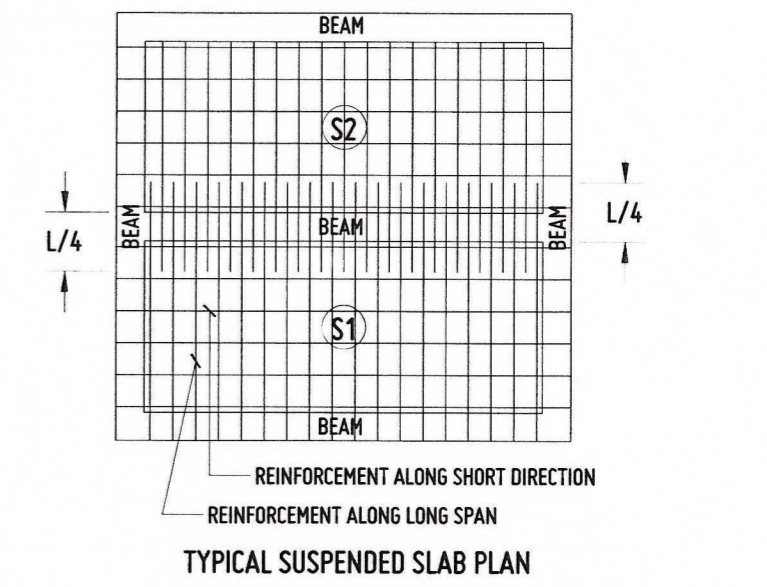 BEAM
S2
L/4
BEAM
BEAM
BEAM
L/4
S1
BEAM
REINFORCEMENT ALONG SHORT DIRECTION
REINFORCEMENT ALONG LONG SPAN
TYPICAL SUSPENDED SLAB PLAN